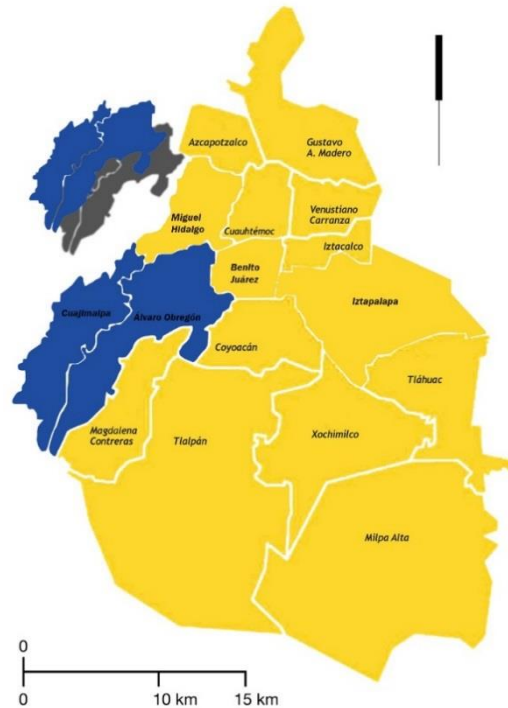 Azcapotzalco
Gustavo
A. Madero
Miguel
Hidalgo
Cuauhtémoc
Venustiano
Carranza
Iztacalco
Benito
Juárez
Cuajimalpa
Álvaro Obregón
Iztapalapa
Coyoacán
Tláhuac
Magdalena
Contreras
Tlalpán
Xochimilco
Milpa Alta
0
0
10 km
15 km